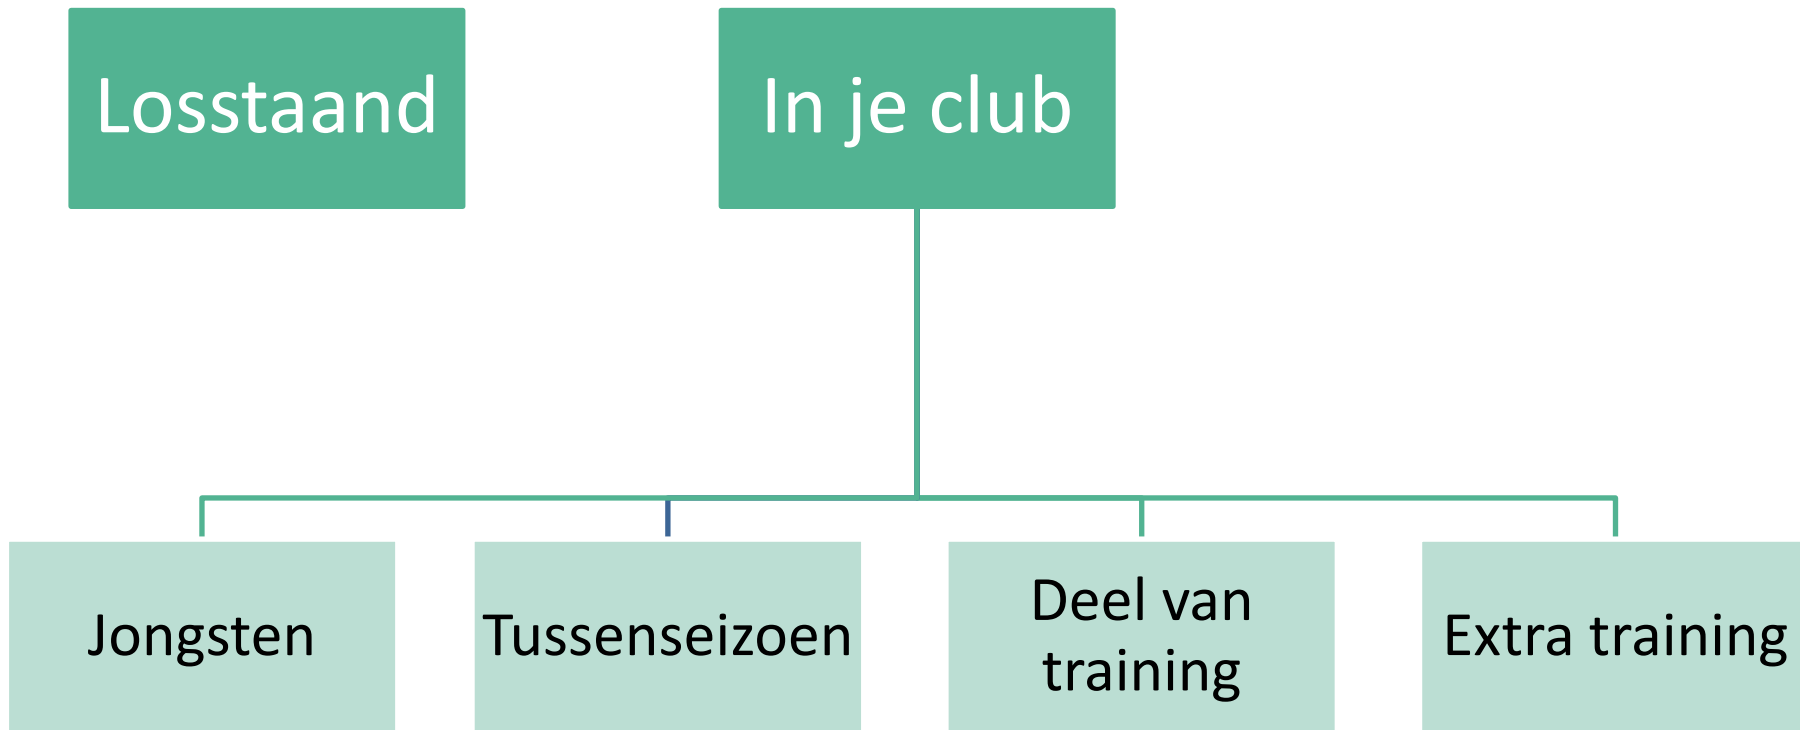 Losstaand
In je club
Jongsten
Tussenseizoen
Deel van
training
Extra training